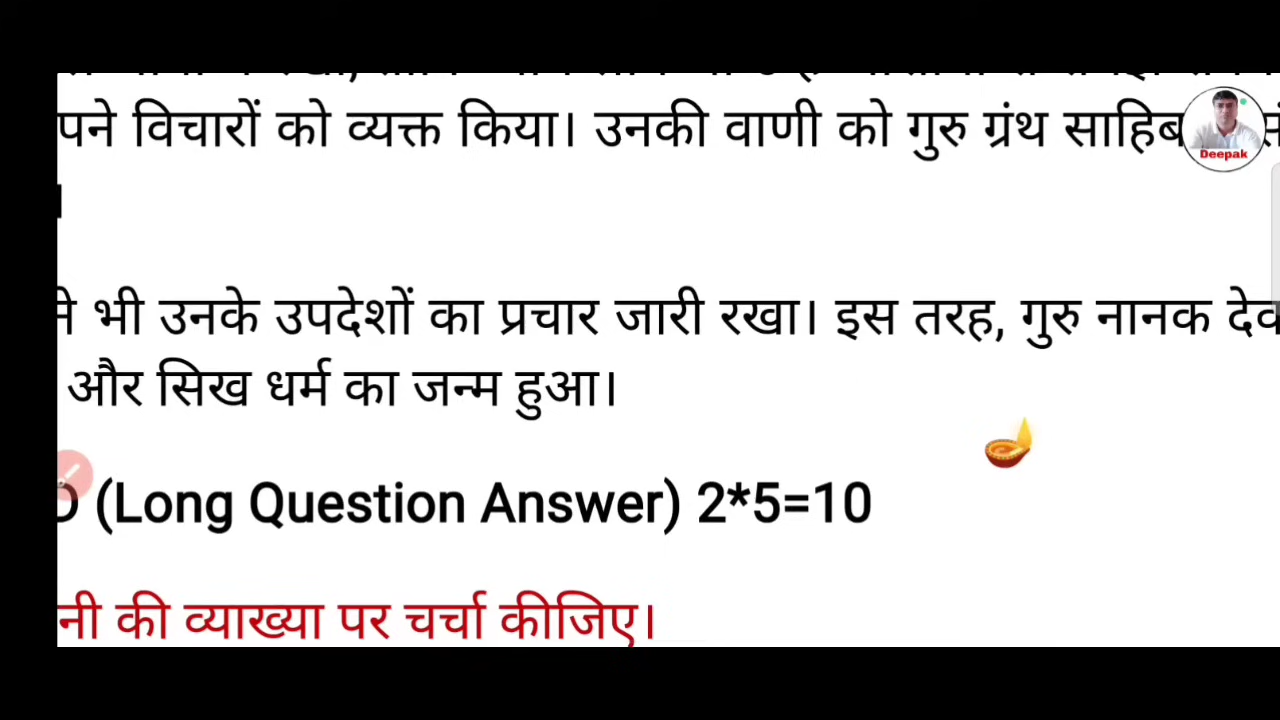 पने विचारों को व्यक्त किया। उनकी वाणी को गुरु ग्रंथ साहिब
Deepak
भी उनके उपदेशों का प्रचार जारी रखा। इस तरह, गुरु नानक देव
और सिख धर्म का जन्म हुआ।
D (Long Question Answer) 2*5=10
नी की व्याख्या पर चर्चा कीजिए।